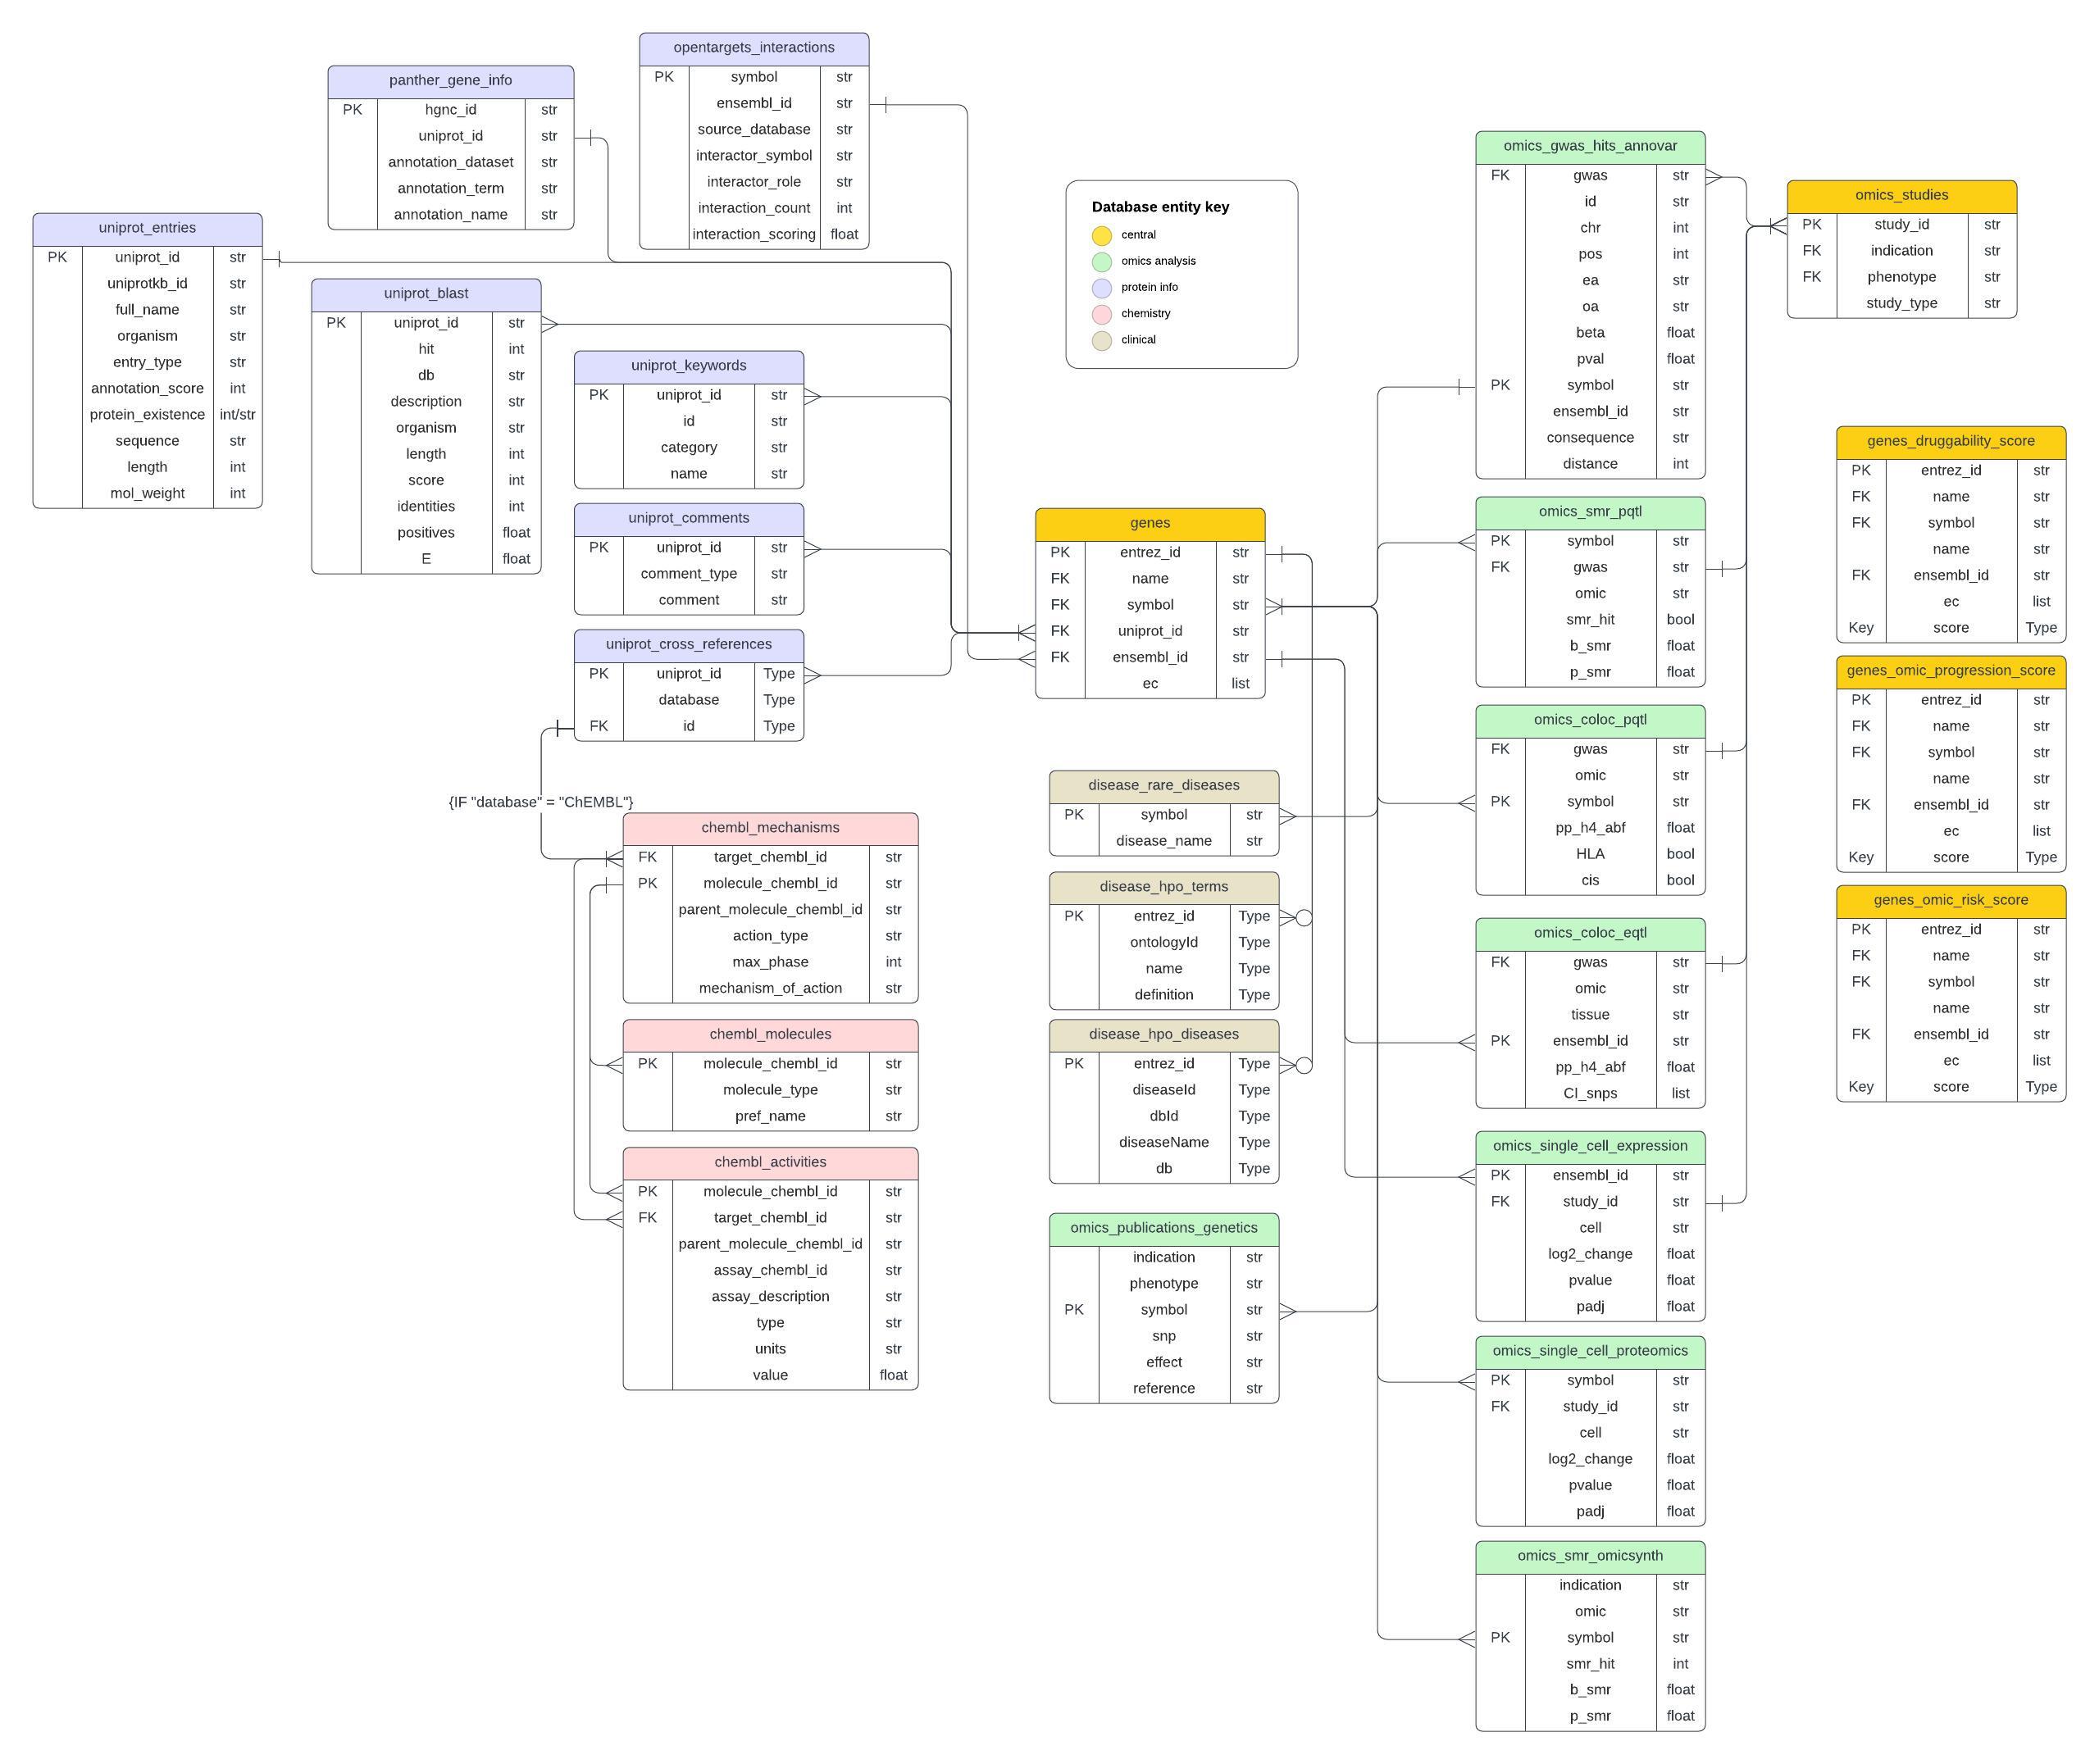 opentargets_interactions
PK symbol str
ensembl_id str
source_database str
interactor_symbol str
interactor_role str
interaction_count int
interaction_scoring float
panther_gene_info
PK hgnc_id str
uniprot_id str
annotation_dataset str
annotation_term str
annotation_name str
uniprot_entries
PK uniprot_id str
uniprotkb_id str
full_name str
organism str
entry_type str
annotation_score int
protein_existence int/str
sequence str
length int
mol_weight int
uniprot_blast
PK uniprot_id str
hit int
db str
description str
organism str
length int
score int
identities int
positives float
E float
uniprot_keywords
PK uniprot_id str
id str
category str
name str
uniprot_comments
PK uniprot_id str
comment_type str
comment str
uniprot_cross_references
PK uniprot_id Type
database Type
FK id Type
{IF "database" = "ChEMBL"}
chembl_mechanisms
FK target_chembl_id str
PK molecule_chembl_id str
parent_molecule_chembl_id str
action_type str
max_phase int
mechanism_of_action str
chembl_molecules
PK molecule_chembl_id str
molecule_type str
pref_name str
chembl_activities
PK molecule_chembl_id str
FK target_chembl_id str
parent_molecule_chembl_id str
assay_chembl_id str
assay_description str
type str
units str
value float
Database entity key
central
omics analysis
protein info
chemistry
clinical
genes
PK entrez_id str
FK name str
FK symbol str
FK uniprot_id str
FK ensembl_id str
ec list
disease_rare_diseases
PK symbol str
disease_name str
disease_hpo_terms
PK entrez_id Type
ontologyId Type
name Type
definition Type
disease_hpo_diseases
PK entrez_id Type
diseaseId Type
dbId Type
diseaseName Type
db Type
omics_publications_genetics
indication str
phenotype str
PK symbol str
snp str
effect str
reference str
omics_gwas_hits_annovar
FK gwas str
id str
chr int
pos int
ea str
oa str
beta float
pval float
PK symbol str
ensembl_id str
consequence str
distance int
omics_smr_pqtl
PK symbol str
FK gwas str
omic str
smr_hit bool
b_smr float
p_smr float
omics_coloc_pqtl
FK gwas str
omic str
PK symbol str
pp_h4_abf float
HLA bool
cis bool
omics_coloc_eqtl
FK gwas str
omic str
tissue str
PK ensembl_id str
pp_h4_abf float
CI_snps list
omics_single_cell_expression
PK ensembl_id str
FK study_id str
cell str
log2_change float
pvalue float
padj float
omics_single_cell_proteomics
PK symbol str
FK study_id str
cell str
log2_change float
pvalue float
padj float
omics_smr_omicsynth
indication str
omic str
PK symbol str
smr_hit int
b_smr float
p_smr float
omics_studies
PK study_id str
FK indication str
FK phenotype str
study_type str
genes_druggability_score
PK entrez_id str
FK name str
FK symbol str
name str
FK ensembl_id str
ec list
Key score Type
genes_omic_progression_score
PK entrez_id str
FK name str
FK symbol str
name str
FK ensembl_id str
ec list
Key score Type
genes_omic_risk_score
PK entrez_id str
FK name str
FK symbol str
name str
FK ensembl_id str
ec list
Key score Type